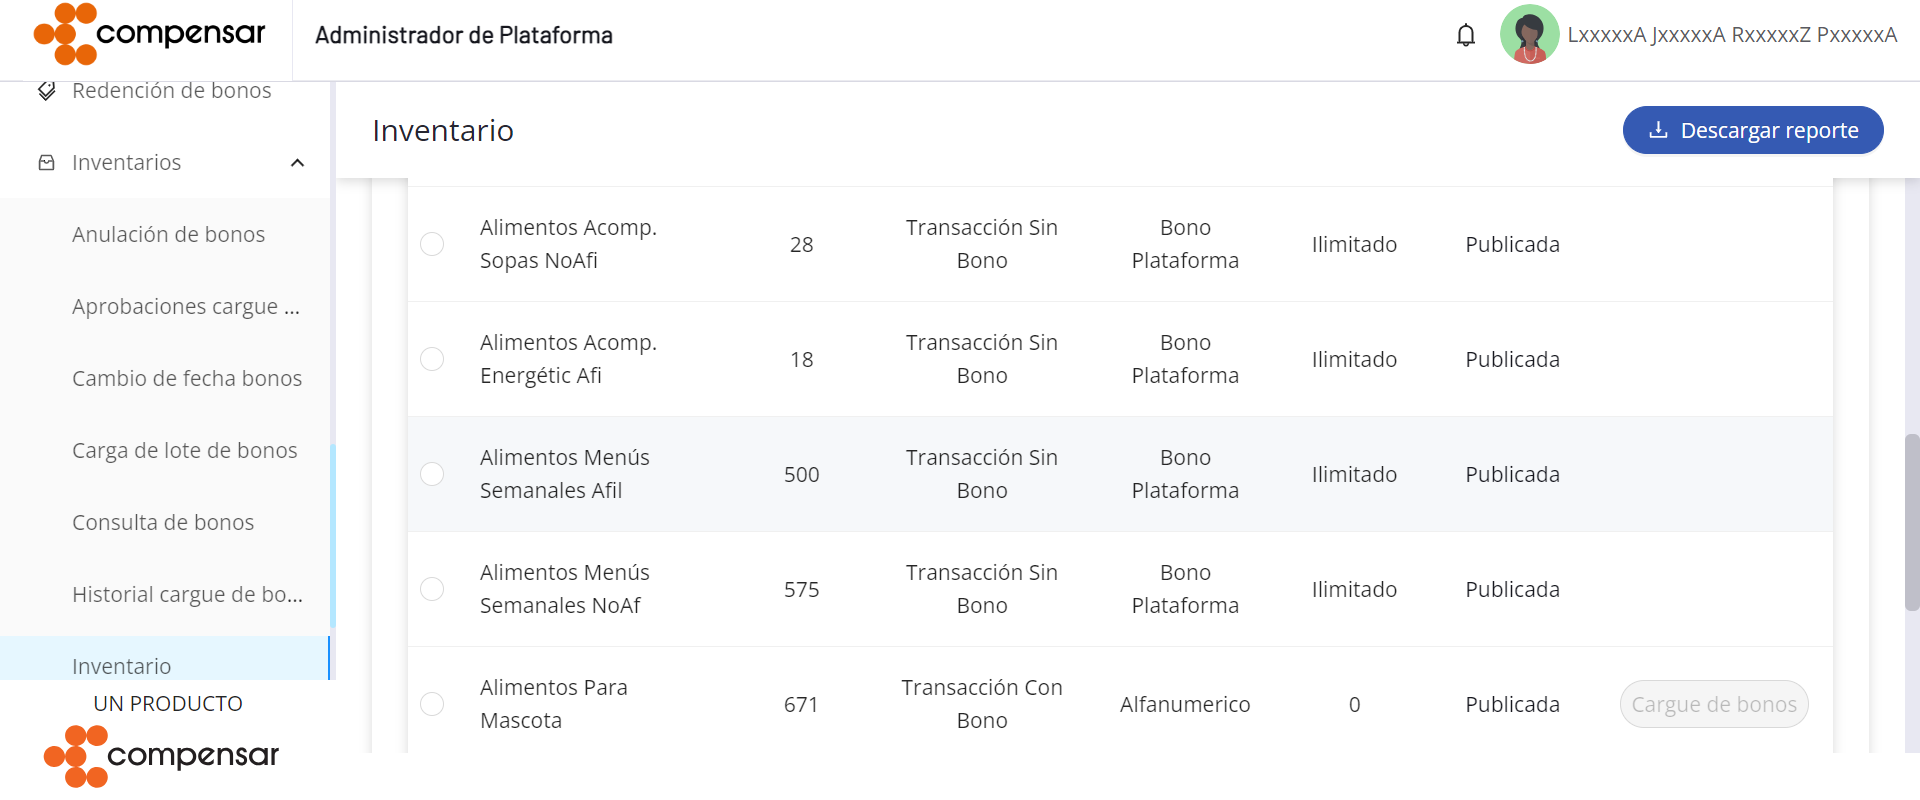 compensar
Administrador de Plataforma
LxxxxxA JxxxxxA RxxxxxZ PxxxxxA
Redención de bonos
Inventarios
Anulación de bonos
Aprobaciones cargue ...
Cambio de fecha bonos
Carga de lote de bonos
Consulta de bonos
Historial cargue de bo...
Inventario
UN PRODUCTO
compensar
Inventario
Descargar reporte
Alimentos Acomp.
Sopas NoAfi
28
Transacción Sin
Bono
Bono
Plataforma
Ilimitado
Publicada
Alimentos Acomp.
Energétic Afi
18
Transacción Sin
Bono
Bono
Plataforma
Ilimitado
Publicada
Alimentos Menús
Semanales Afil
500
Transacción Sin
Bono
Bono
Plataforma
Ilimitado
Publicada
Alimentos Menús
Semanales NoAf
575
Transacción Sin
Bono
Bono
Plataforma
Ilimitado
Publicada
Alimentos Para
Mascota
671
Transacción Con
Bono
Alfanumerico
0
Publicada
Cargue de bonos